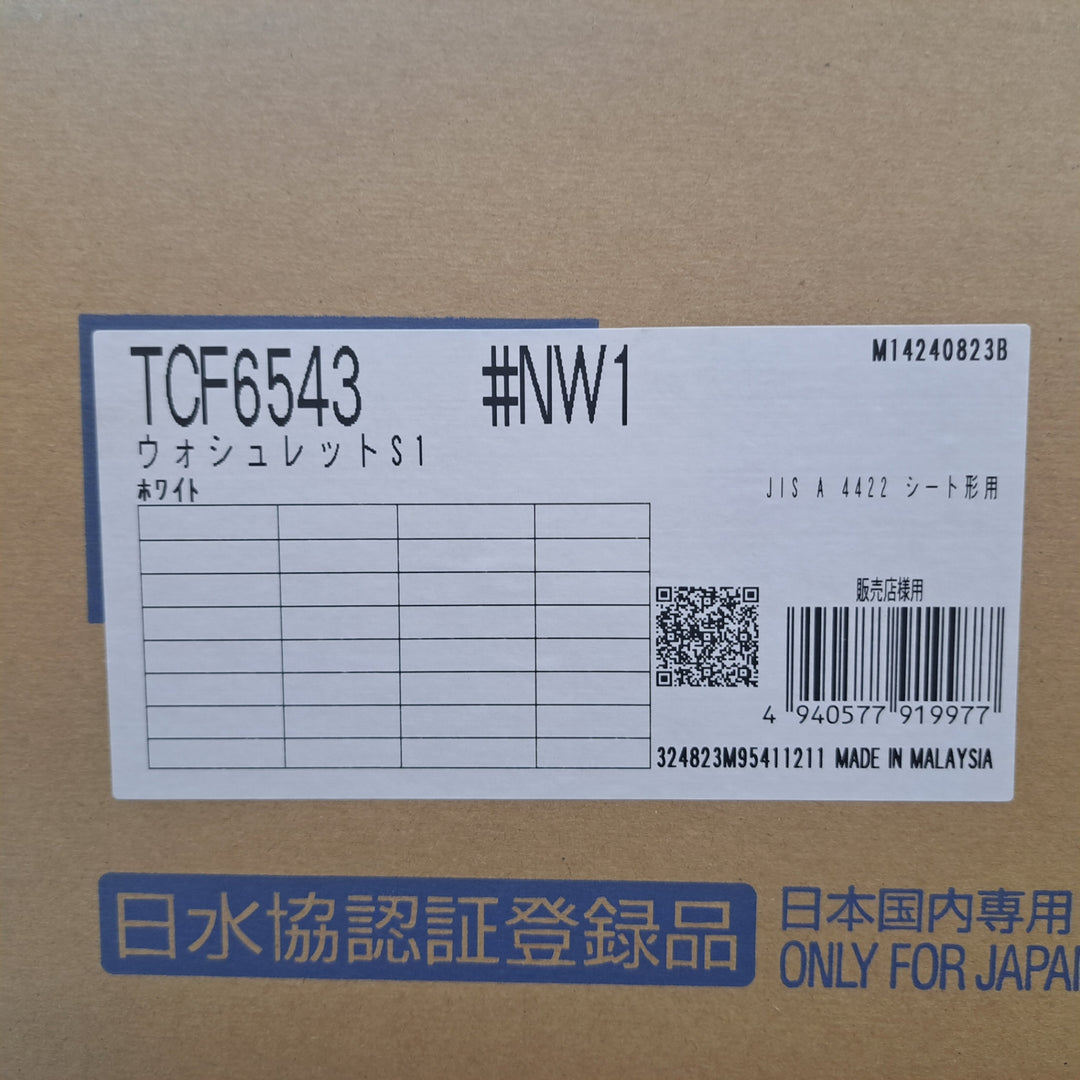 TCF6543 #NW1
M14240823B
ウォシュレットS1
ホワイト
JIS A 4422 シート形用
販売店様用
4 940577 919977
324823M95411211 MADE IN MALAYSIA
日水協認証登録品
日本国内専用
ONLY FOR JAPAN